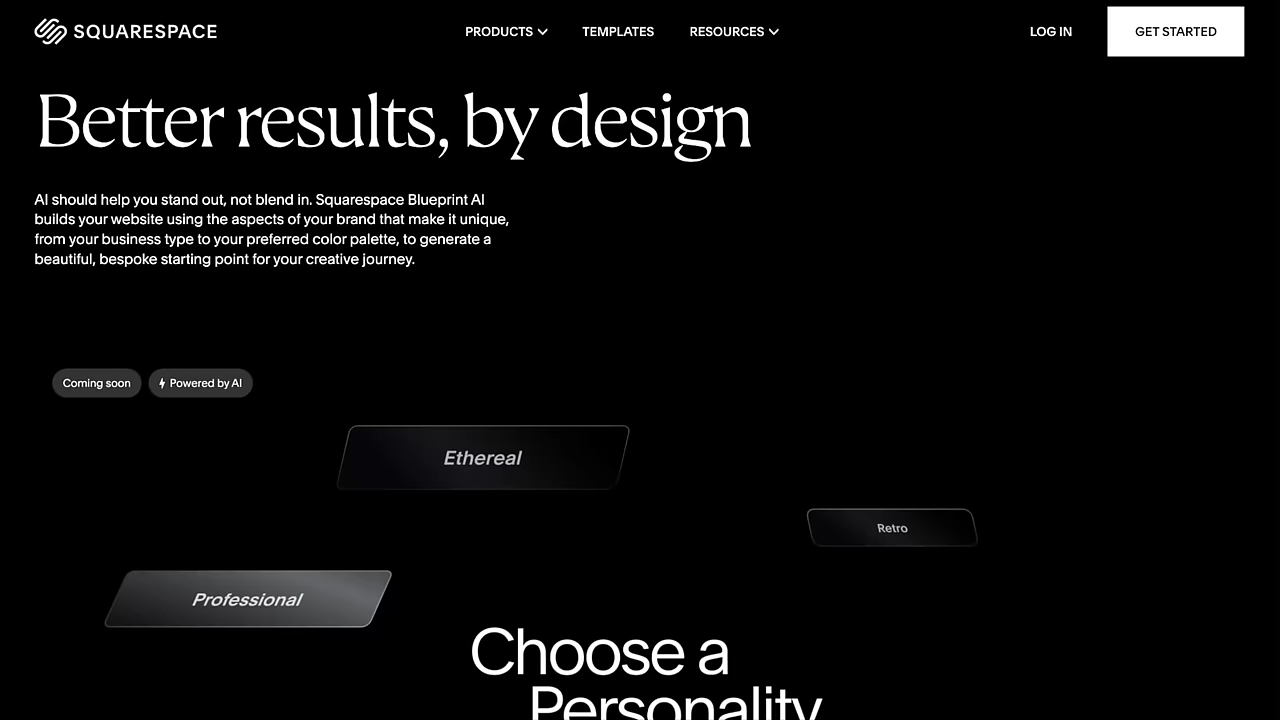 SQUARESPACE
PRODUCTS
TEMPLATES
RESOURCES
LOG IN
GET STARTED
Better results, by design
AI should help you stand out, not blend in. Squarespace Blueprint AI
builds your website using the aspects of your brand that make it unique,
from your business type to your preferred color palette, to generate a
beautiful, bespoke starting point for your creative journey.
Coming soon
Powered by AI
Ethereal
Retro
Professional
Choose a
Personality